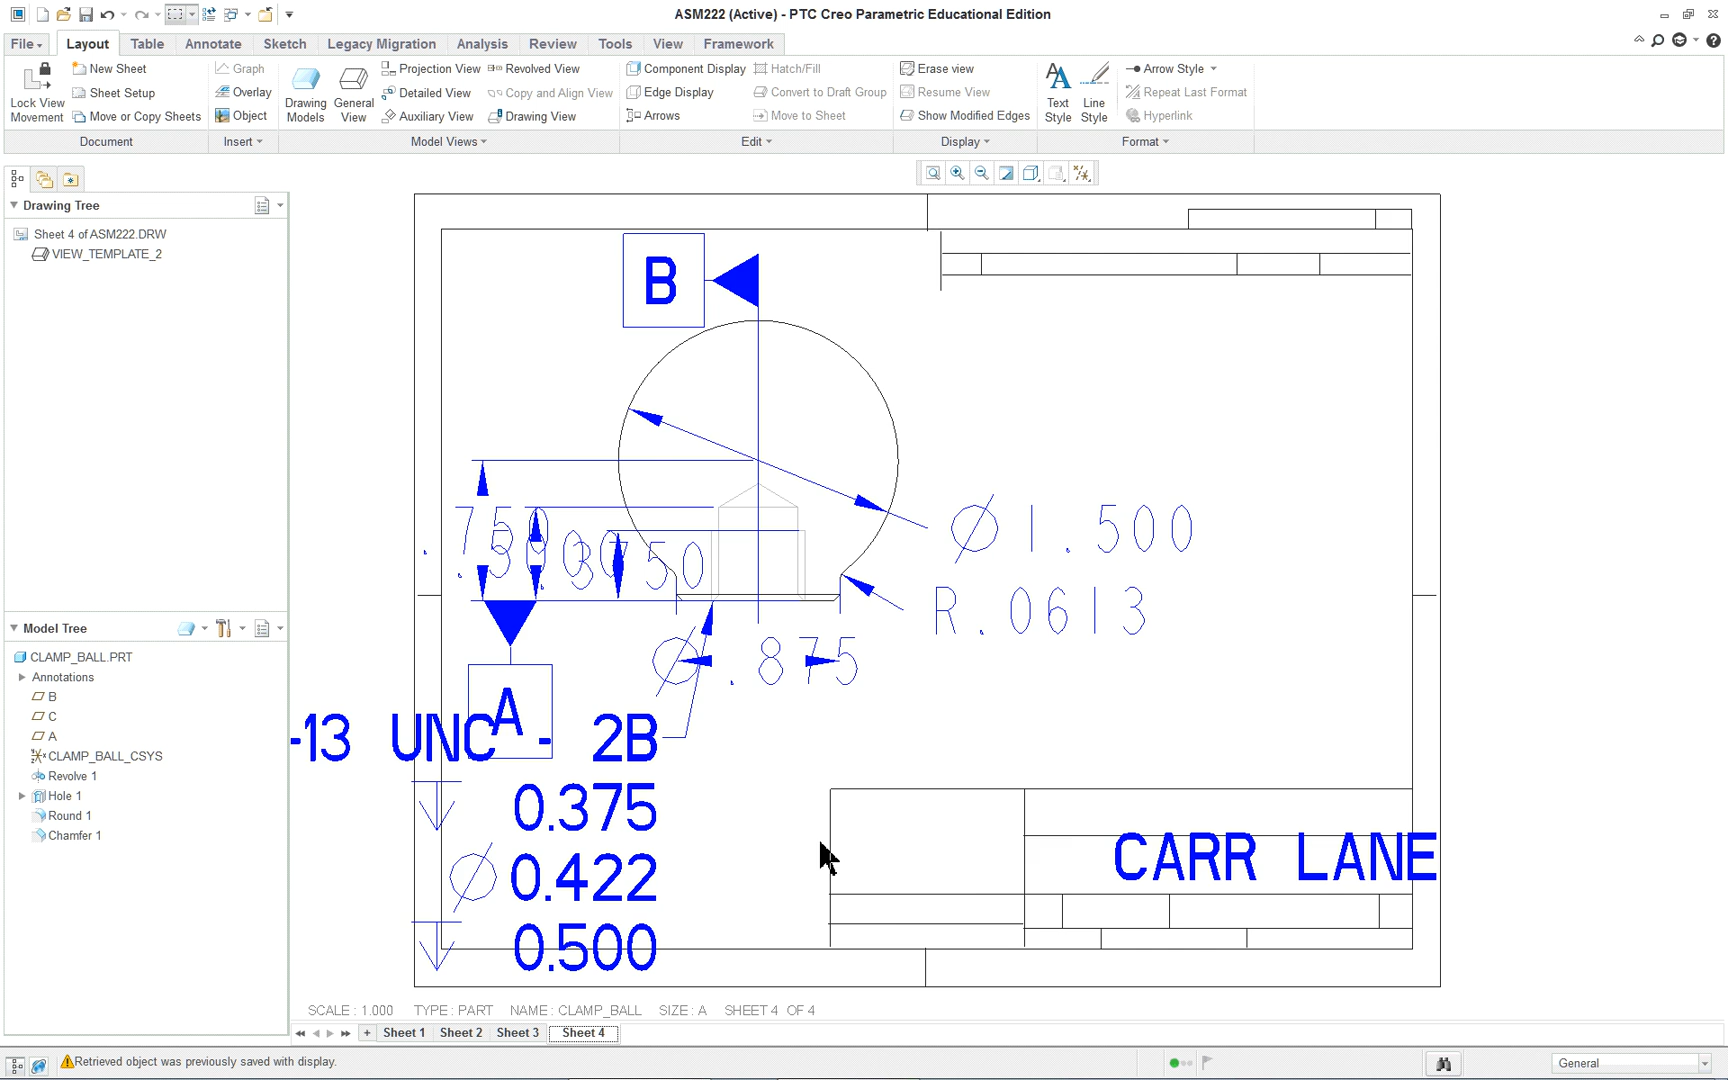 ASM222 (Active) - PTC Creo Parametric Educational Edition
File Layout Table Annotate Sketch Legacy Migration Analysis Review Tools View Framework
Lock View Movement
New Sheet
Sheet Setup
Move or Copy Sheets
Graph
Overlay
Object
Drawing Models
General View
Projection View
Detailed View
Auxiliary View
Revolved View
Copy and Align View
Drawing View
Component Display
Edge Display
Arrows
Hatch/Fill
Convert to Draft Group
Move to Sheet
Erase view
Resume View
Show Modified Edges
Text Style
Line Style
Arrow Style
Repeat Last Format
Hyperlink
Document Insert Model Views Edit Display Format
Drawing Tree
Sheet 4 of ASM222.DRW
VIEW_TEMPLATE_2
Model Tree
CLAMP_BALL.PRT
Annotations
B
C
A
CLAMP_BALL_CSYS
Revolve 1
Hole 1
Round 1
Chamfer 1
B
Ø1.500
R.0613
Ø.875
A
-13 UNC - 2B
0.375
Ø0.422
0.500
CARR LANE
SCALE : 1.000 TYPE : PART NAME : CLAMP_BALL SIZE : A SHEET 4 OF 4
Sheet 1 Sheet 2 Sheet 3 Sheet 4
Retrieved object was previously saved with display.
General